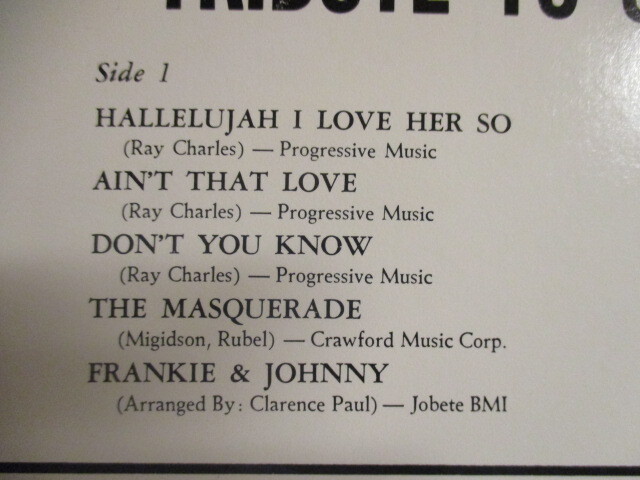 TRIBUTE TO
Side 1
HALLELUJAH I LOVE HER SO
(Ray Charles) — Progressive Music
AIN'T THAT LOVE
(Ray Charles) — Progressive Music
DON'T YOU KNOW
(Ray Charles) — Progressive Music
THE MASQUERADE
(Migidson, Rubel) — Crawford Music Corp.
FRANKIE & JOHNNY
(Arranged By: Clarence Paul) — Jobete BMI